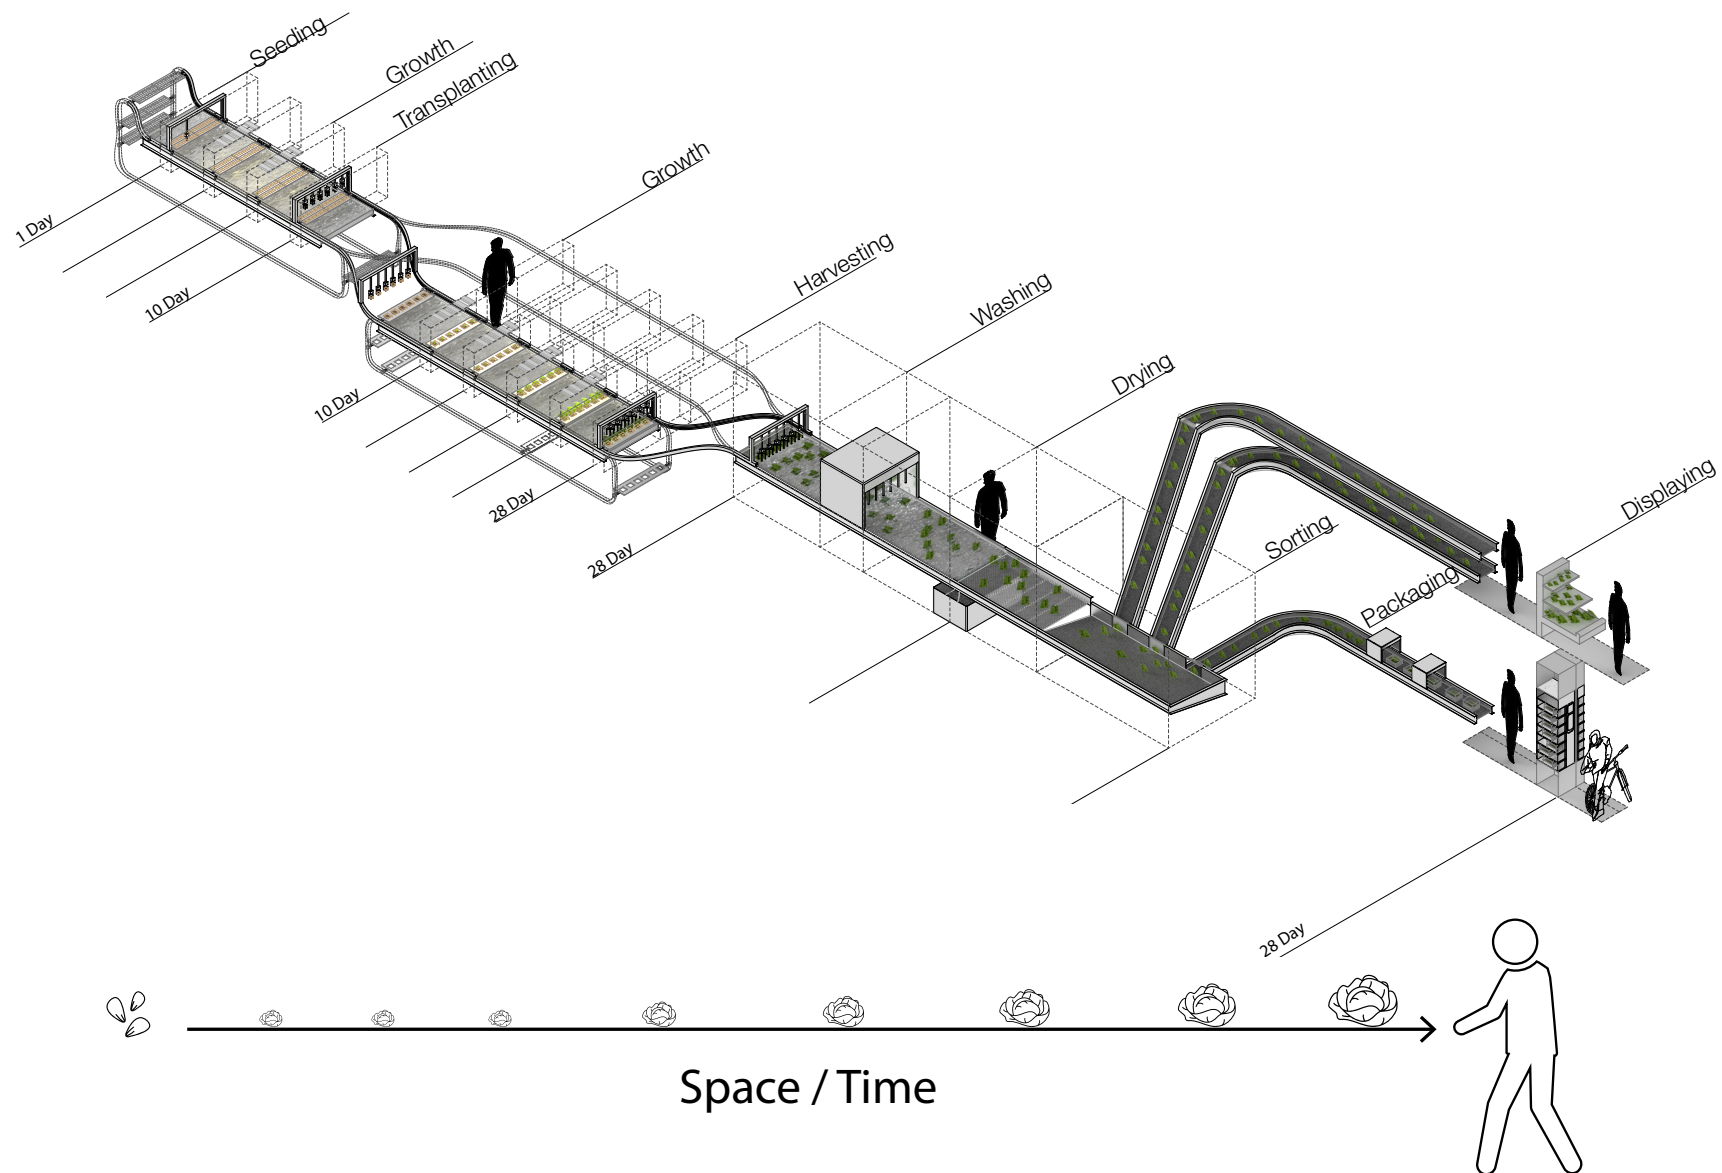 Seeding
Growth
Transplanting
Growth
Harvesting
Washing
Drying
Sorting
Packaging
Displaying
1 Day
10 Day
10 Day
28 Day
28 Day
28 Day
Space / Time